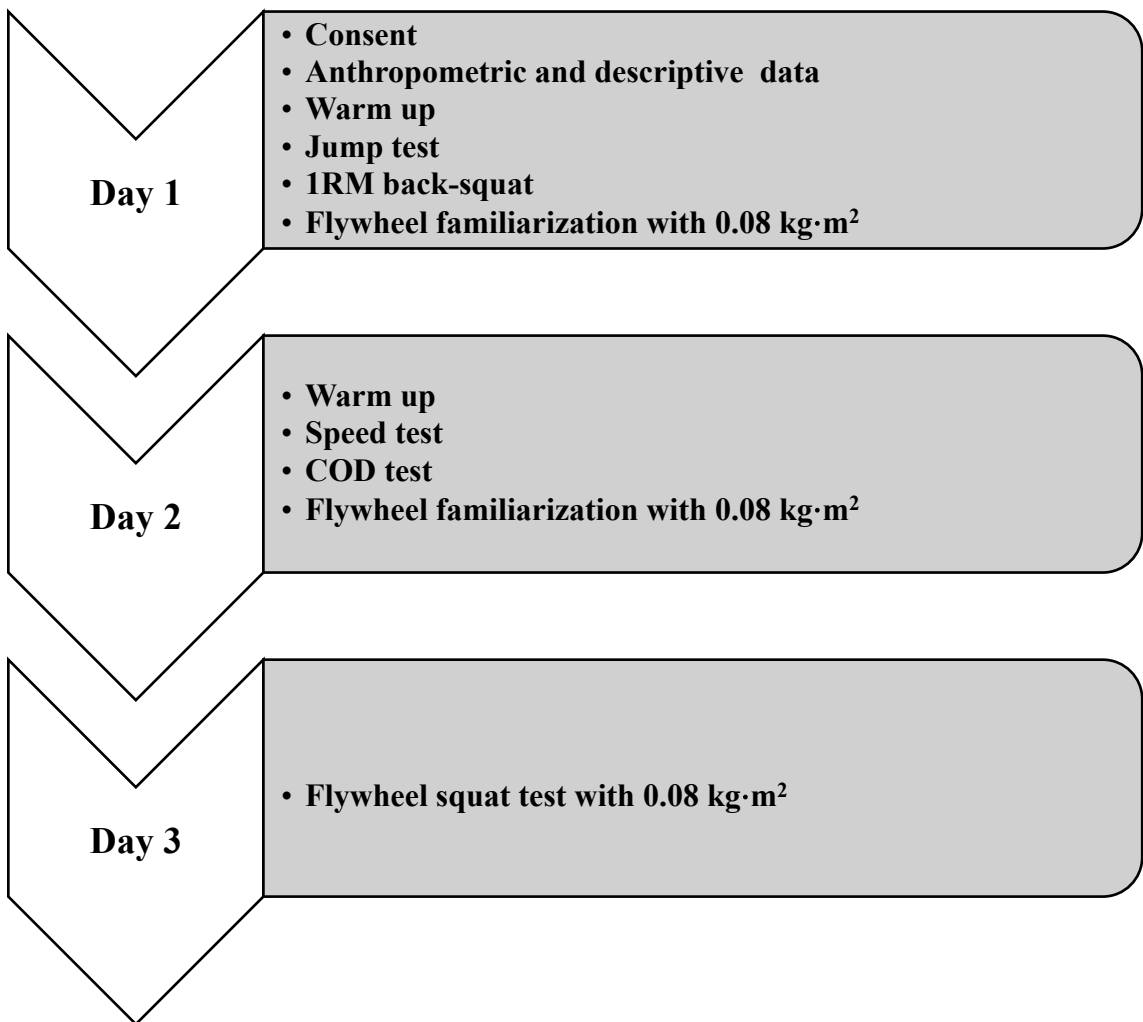 Day 1
• Consent
• Anthropometric and descriptive data
• Warm up
• Jump test
• 1RM back-squat
• Flywheel familiarization with 0.08 kg·m²
Day 2
• Warm up
• Speed test
• COD test
• Flywheel familiarization with 0.08 kg·m²
Day 3
• Flywheel squat test with 0.08 kg·m²